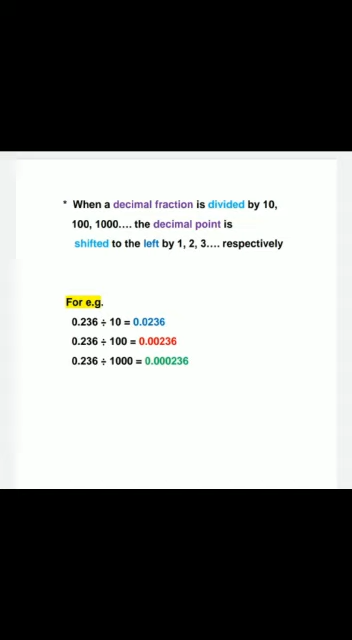 * When a decimal fraction is divided by 10,
100, 1000.... the decimal point is
shifted to the left by 1, 2, 3.... respectively
For e.g.
0.236 ÷ 10 = 0.0236
0.236 ÷ 100 = 0.00236
0.236 ÷ 1000 = 0.000236